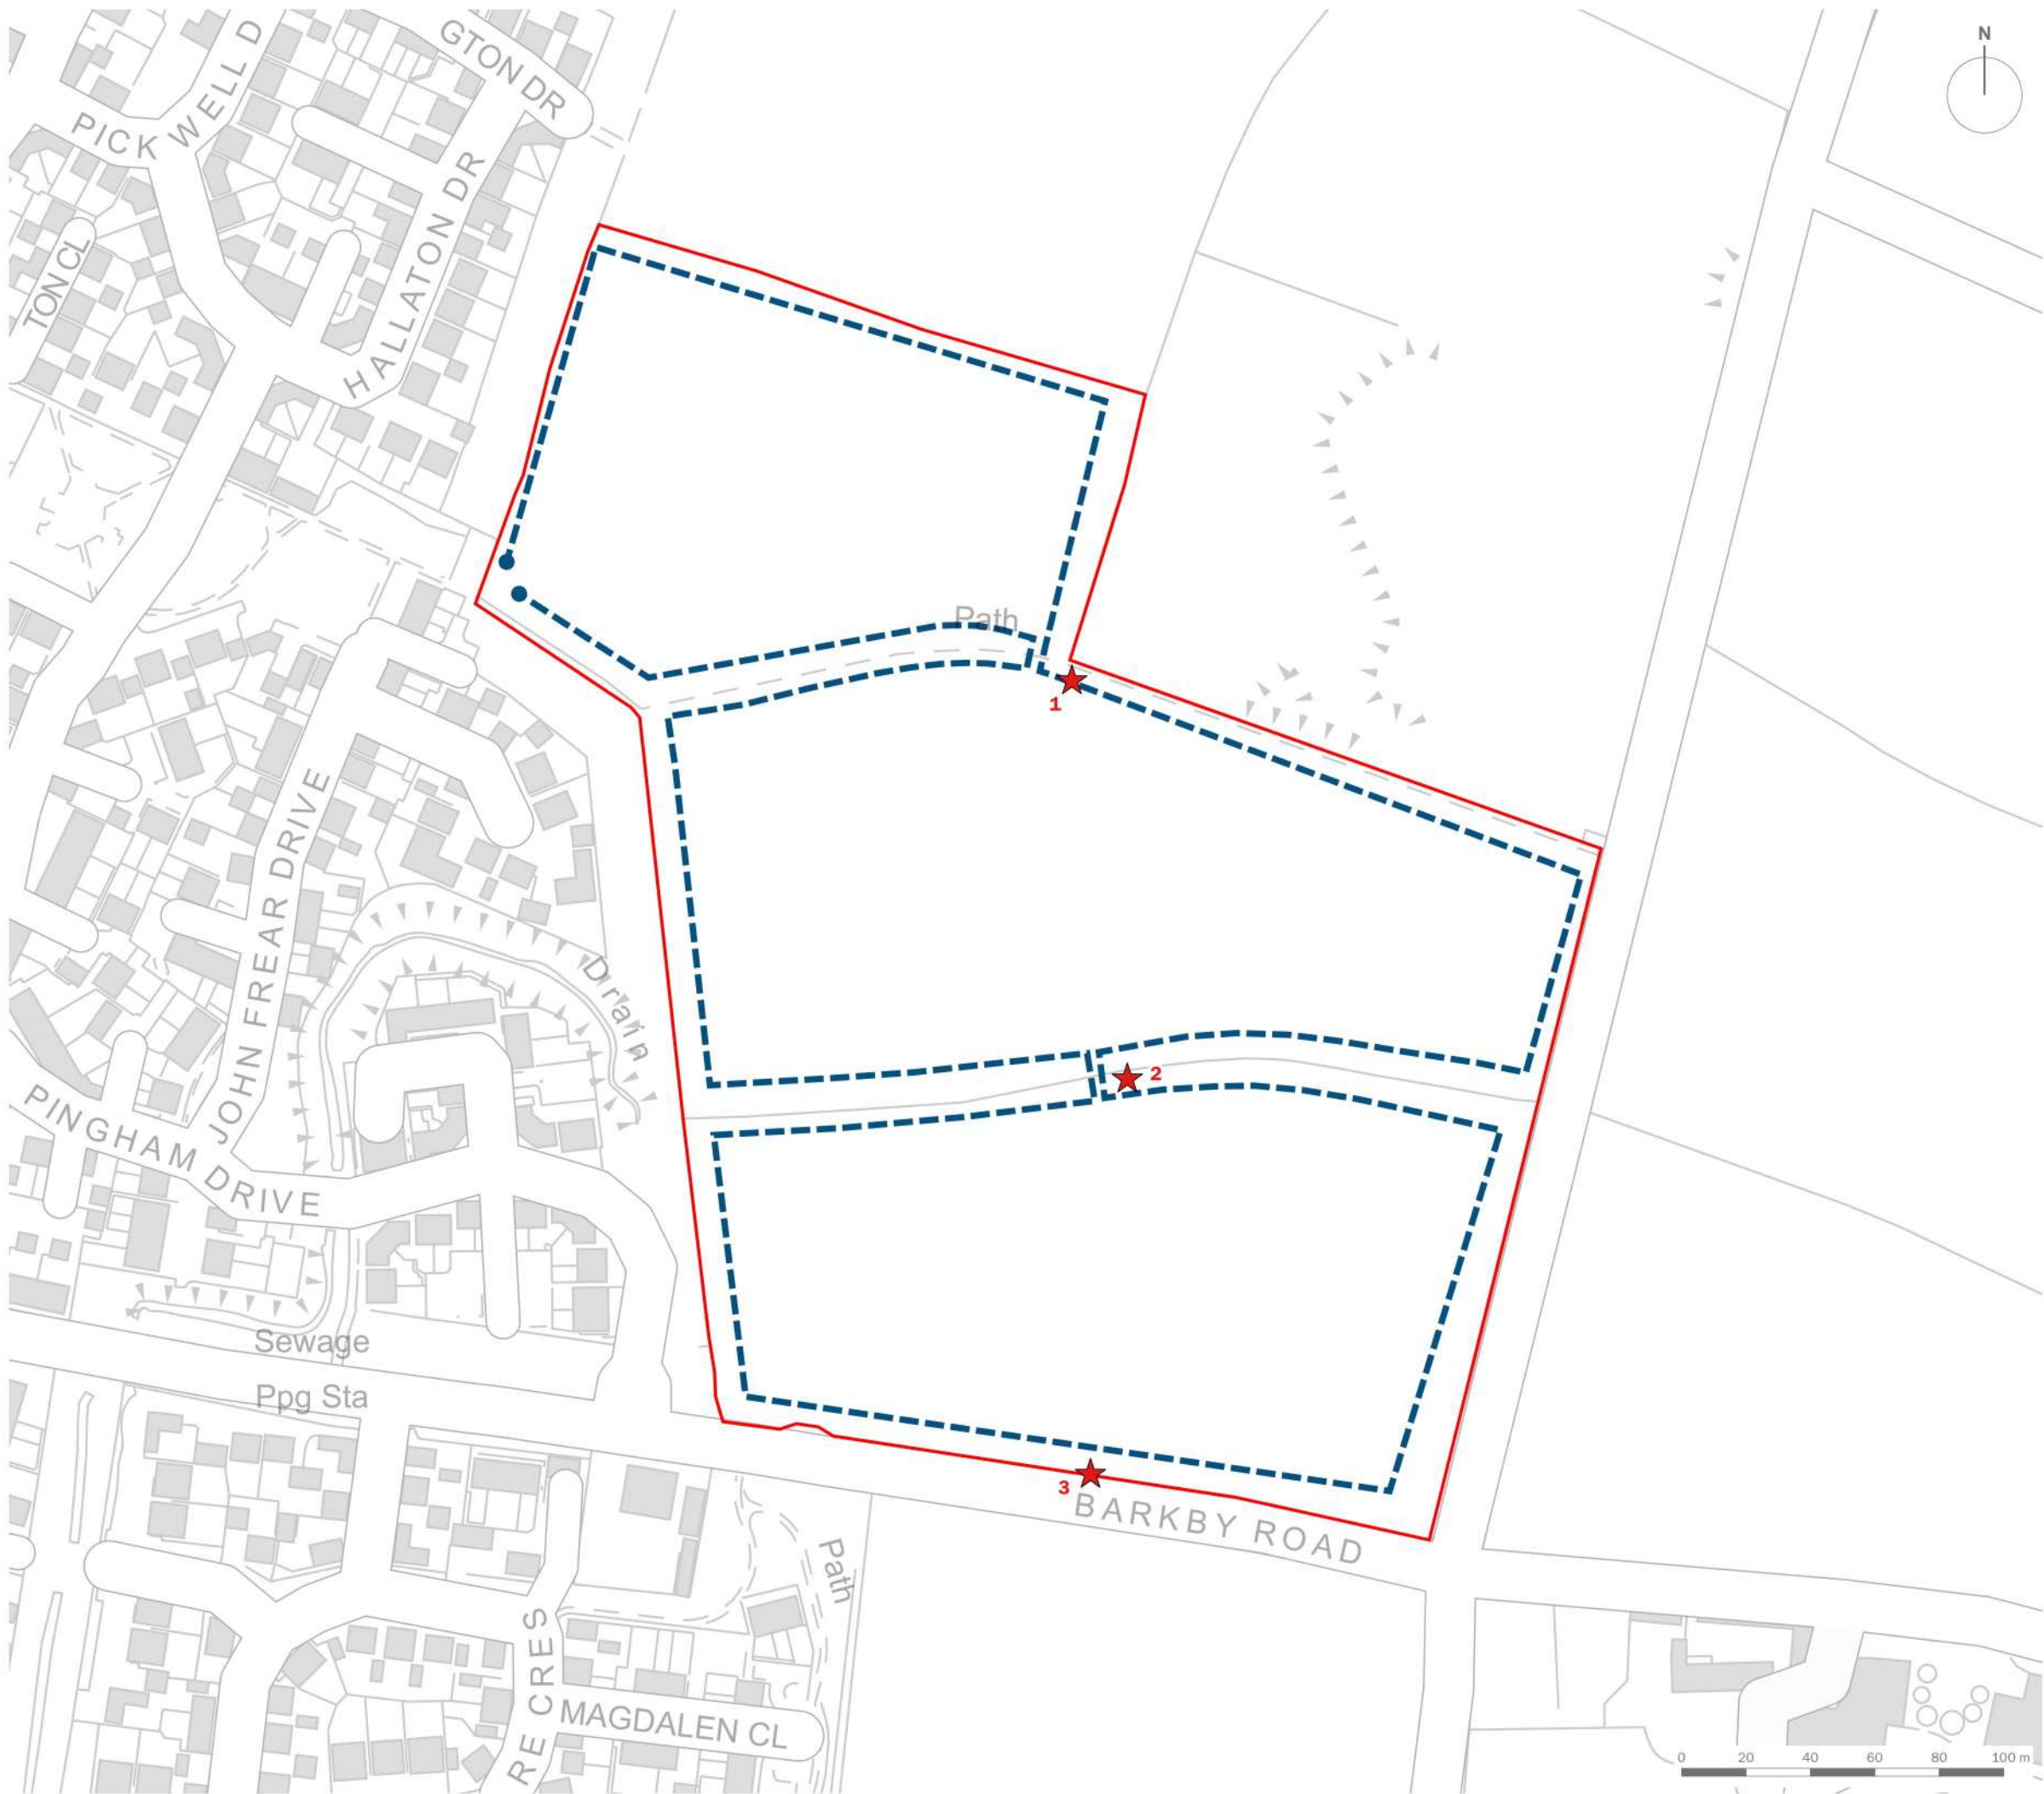 GTON DR
N
PICK WELL D
HALLATON DR
TON CL
Path
1
JOHN FREAR DRIVE
Drain
2
PINGHAM DRIVE
Sewage
Ppg Sta
3
BARKBY ROAD
Path
RE CRES
MAGDALEN CL
0 20 40 60 80 100 m